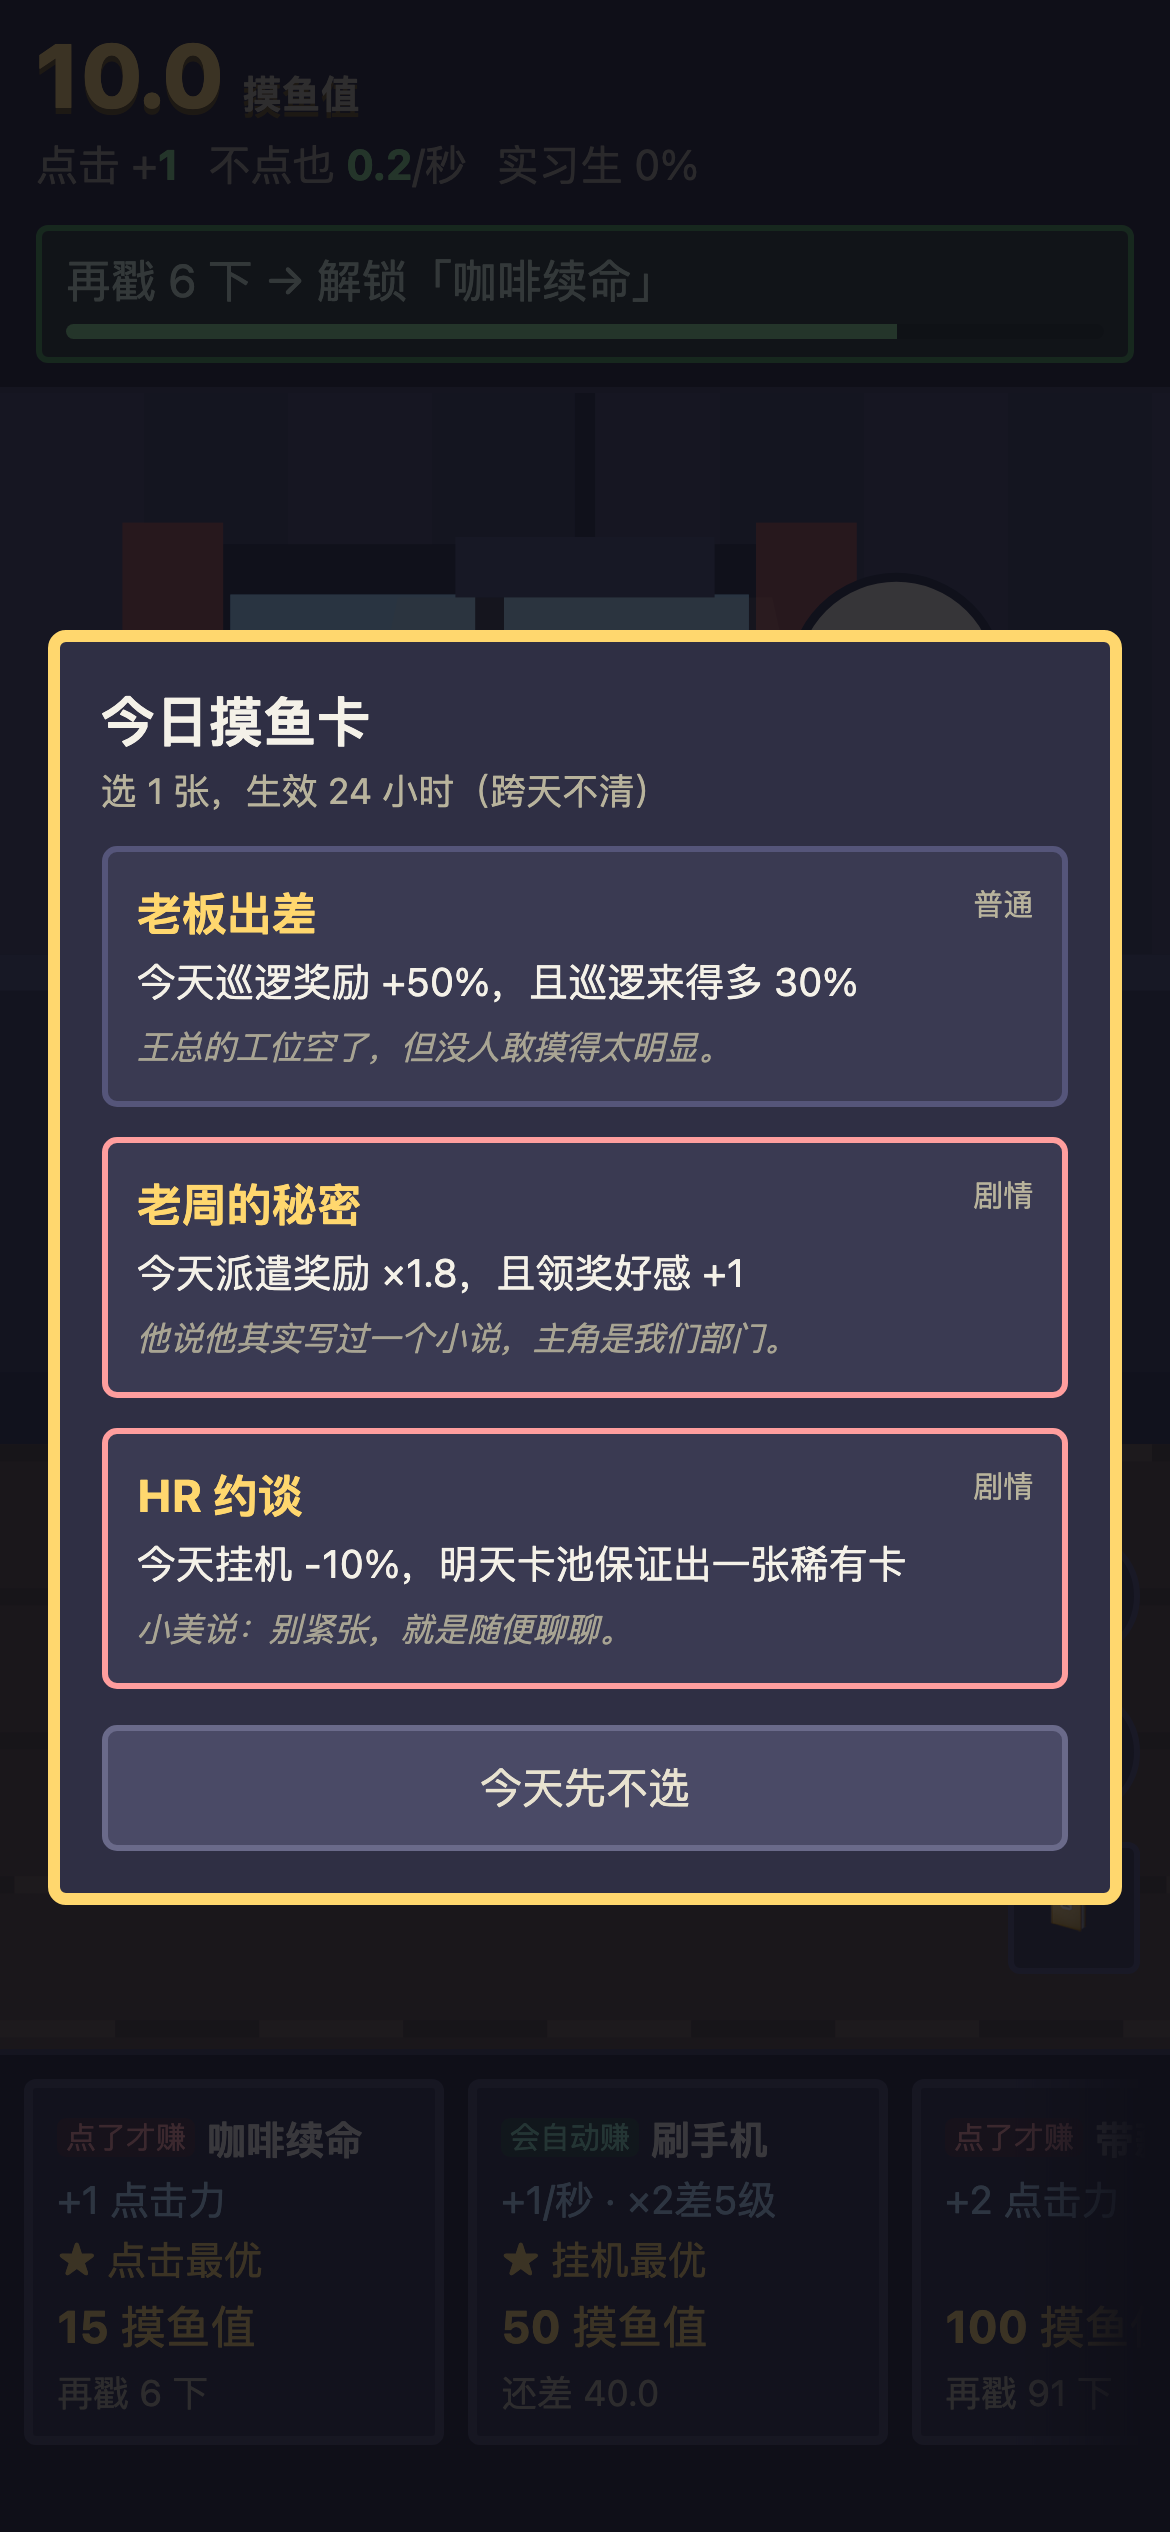 10.0 摸鱼值
点击 +1 不点也 0.2/秒 实习生 0%
再戳 6 下 → 解锁「咖啡续命」
今日摸鱼卡
选 1 张，生效 24 小时（跨天不清）
老板出差 普通
今天巡逻奖励 +50%，且巡逻来得多 30%
王总的工位空了，但没人敢摸得太明显。
老周的秘密 剧情
今天派遣奖励 ×1.8，且领奖好感 +1
他说他其实写过一个小说，主角是我们部门。
HR 约谈 剧情
今天挂机 -10%，明天卡池保证出一张稀有卡
小美说：别紧张，就是随便聊聊。
今天先不选
点了才赚 咖啡续命
+1 点击力
★ 点击最优
15 摸鱼值
再戳 6 下
会自动赚 刷手机
+1/秒 · ×2差5级
★ 挂机最优
50 摸鱼值
还差 40.0
点了才赚 带
+2 点击力
100 摸鱼
再戳 91 下